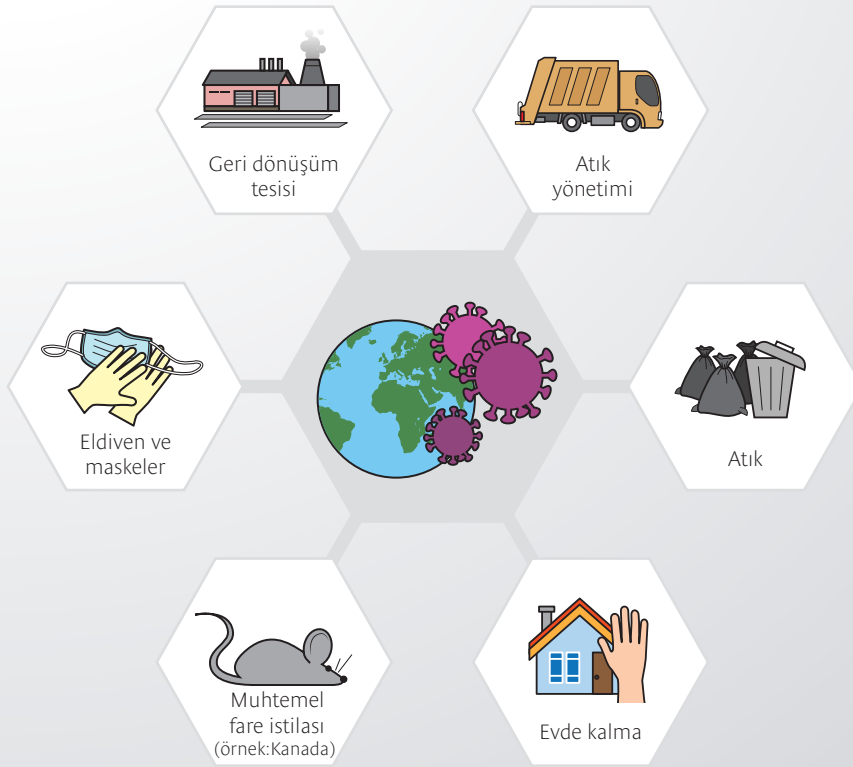 Geri dönüşüm
tesisi
Atık
yönetimi
Eldiven ve
maskeler
Atık
Muhtemel
fare istilası
(örnek:Kanada)
Evde kalma